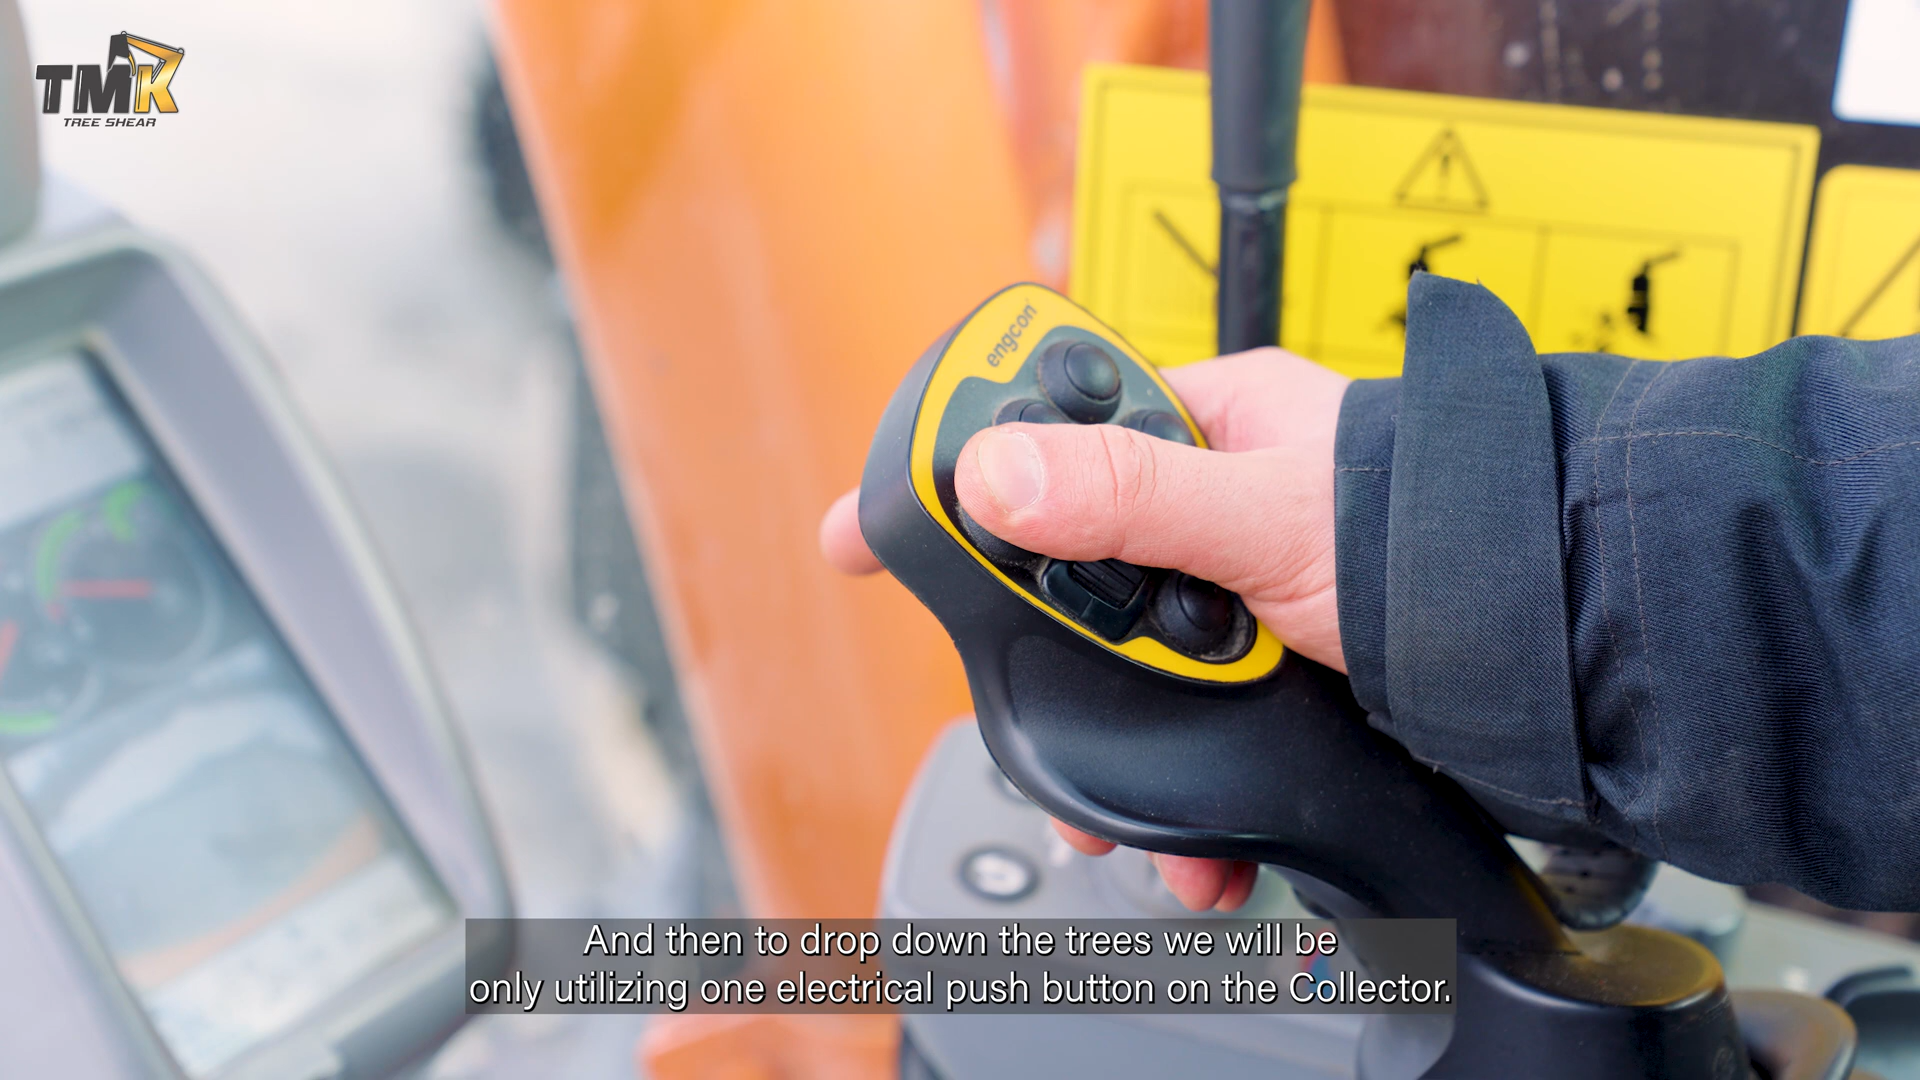 TMK
TREE SHEAR
engcon
And then to drop down the trees we will be
only utilizing one electrical push button on the Collector.